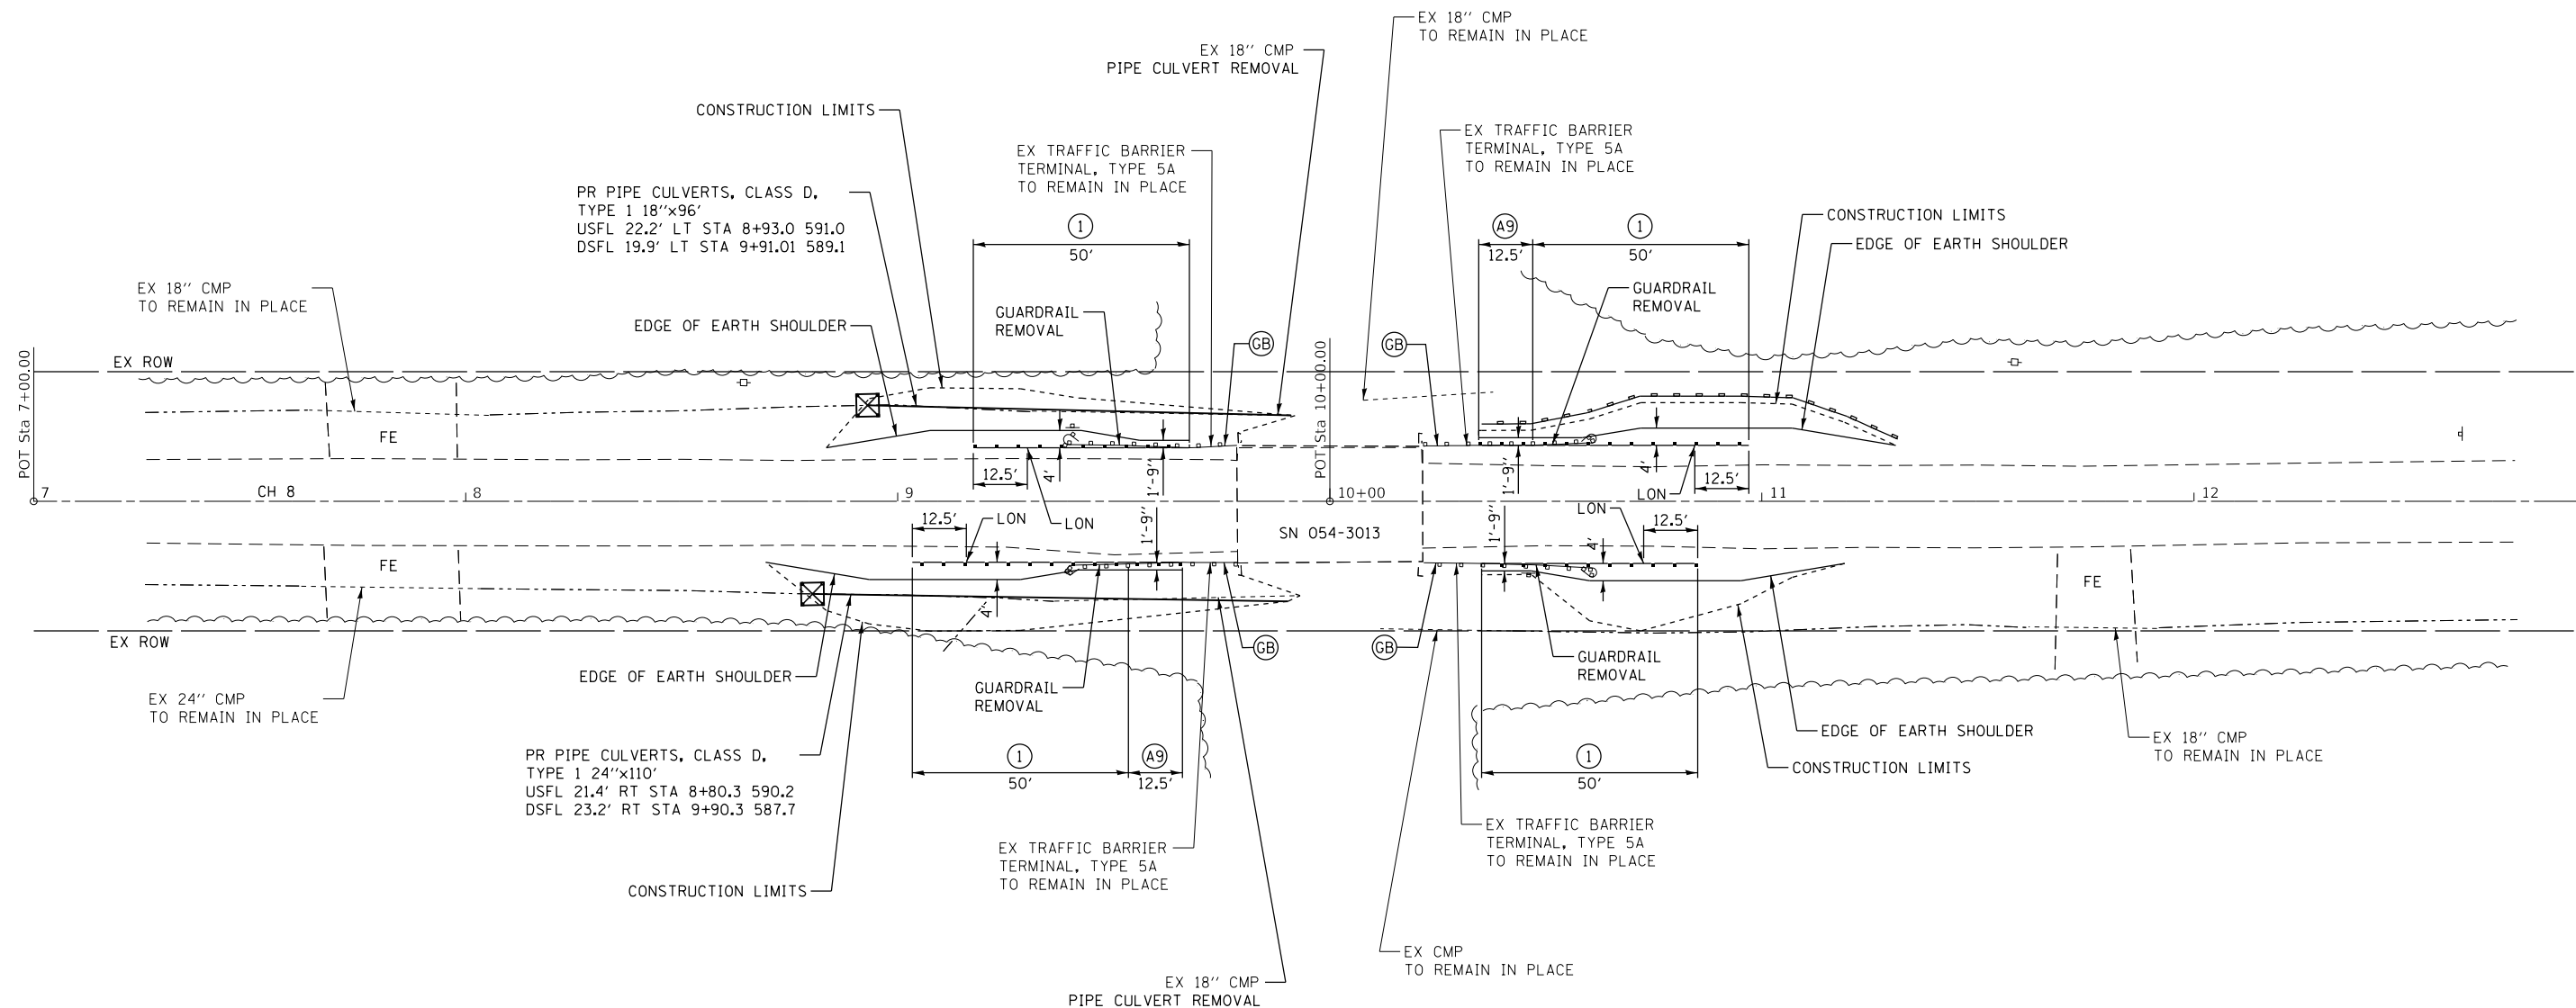 EX 18'' CMP
TO REMAIN IN PLACE
EX 18'' CMP
PIPE CULVERT REMOVAL
CONSTRUCTION LIMITS
EX TRAFFIC BARRIER
TERMINAL, TYPE 5A
TO REMAIN IN PLACE
EX TRAFFIC BARRIER
TERMINAL, TYPE 5A
TO REMAIN IN PLACE
PR PIPE CULVERTS, CLASS D,
TYPE 1 18''x96'
USFL 22.2' LT STA 8+93.0 591.0
DSFL 19.9' LT STA 9+91.01 589.1
1
50'
A9
12.5'
1
50'
CONSTRUCTION LIMITS
EDGE OF EARTH SHOULDER
EX 18'' CMP
TO REMAIN IN PLACE
EDGE OF EARTH SHOULDER
GUARDRAIL
REMOVAL
GUARDRAIL
REMOVAL
GB
GB
EX ROW
POT Sta 7+00.00
POT Sta 10+00.00
FE
12.5'
4'
1'-9''
1'-9''
4'
12.5'
LON
7
CH 8
8
9
10+00
11
12
12.5'
LON
LON
1'-9''
SN 054-3013
1'-9''
4'
LON
12.5'
FE
4'
FE
EX ROW
GB
GB
EDGE OF EARTH SHOULDER
GUARDRAIL
REMOVAL
GUARDRAIL
REMOVAL
EX 24'' CMP
TO REMAIN IN PLACE
EDGE OF EARTH SHOULDER
EX 18'' CMP
TO REMAIN IN PLACE
PR PIPE CULVERTS, CLASS D,
TYPE 1 24''x110'
USFL 21.4' RT STA 8+80.3 590.2
DSFL 23.2' RT STA 9+90.3 587.7
1
50'
A9
12.5'
1
50'
CONSTRUCTION LIMITS
EX TRAFFIC BARRIER
TERMINAL, TYPE 5A
TO REMAIN IN PLACE
EX TRAFFIC BARRIER
TERMINAL, TYPE 5A
TO REMAIN IN PLACE
CONSTRUCTION LIMITS
EX CMP
TO REMAIN IN PLACE
EX 18'' CMP
PIPE CULVERT REMOVAL